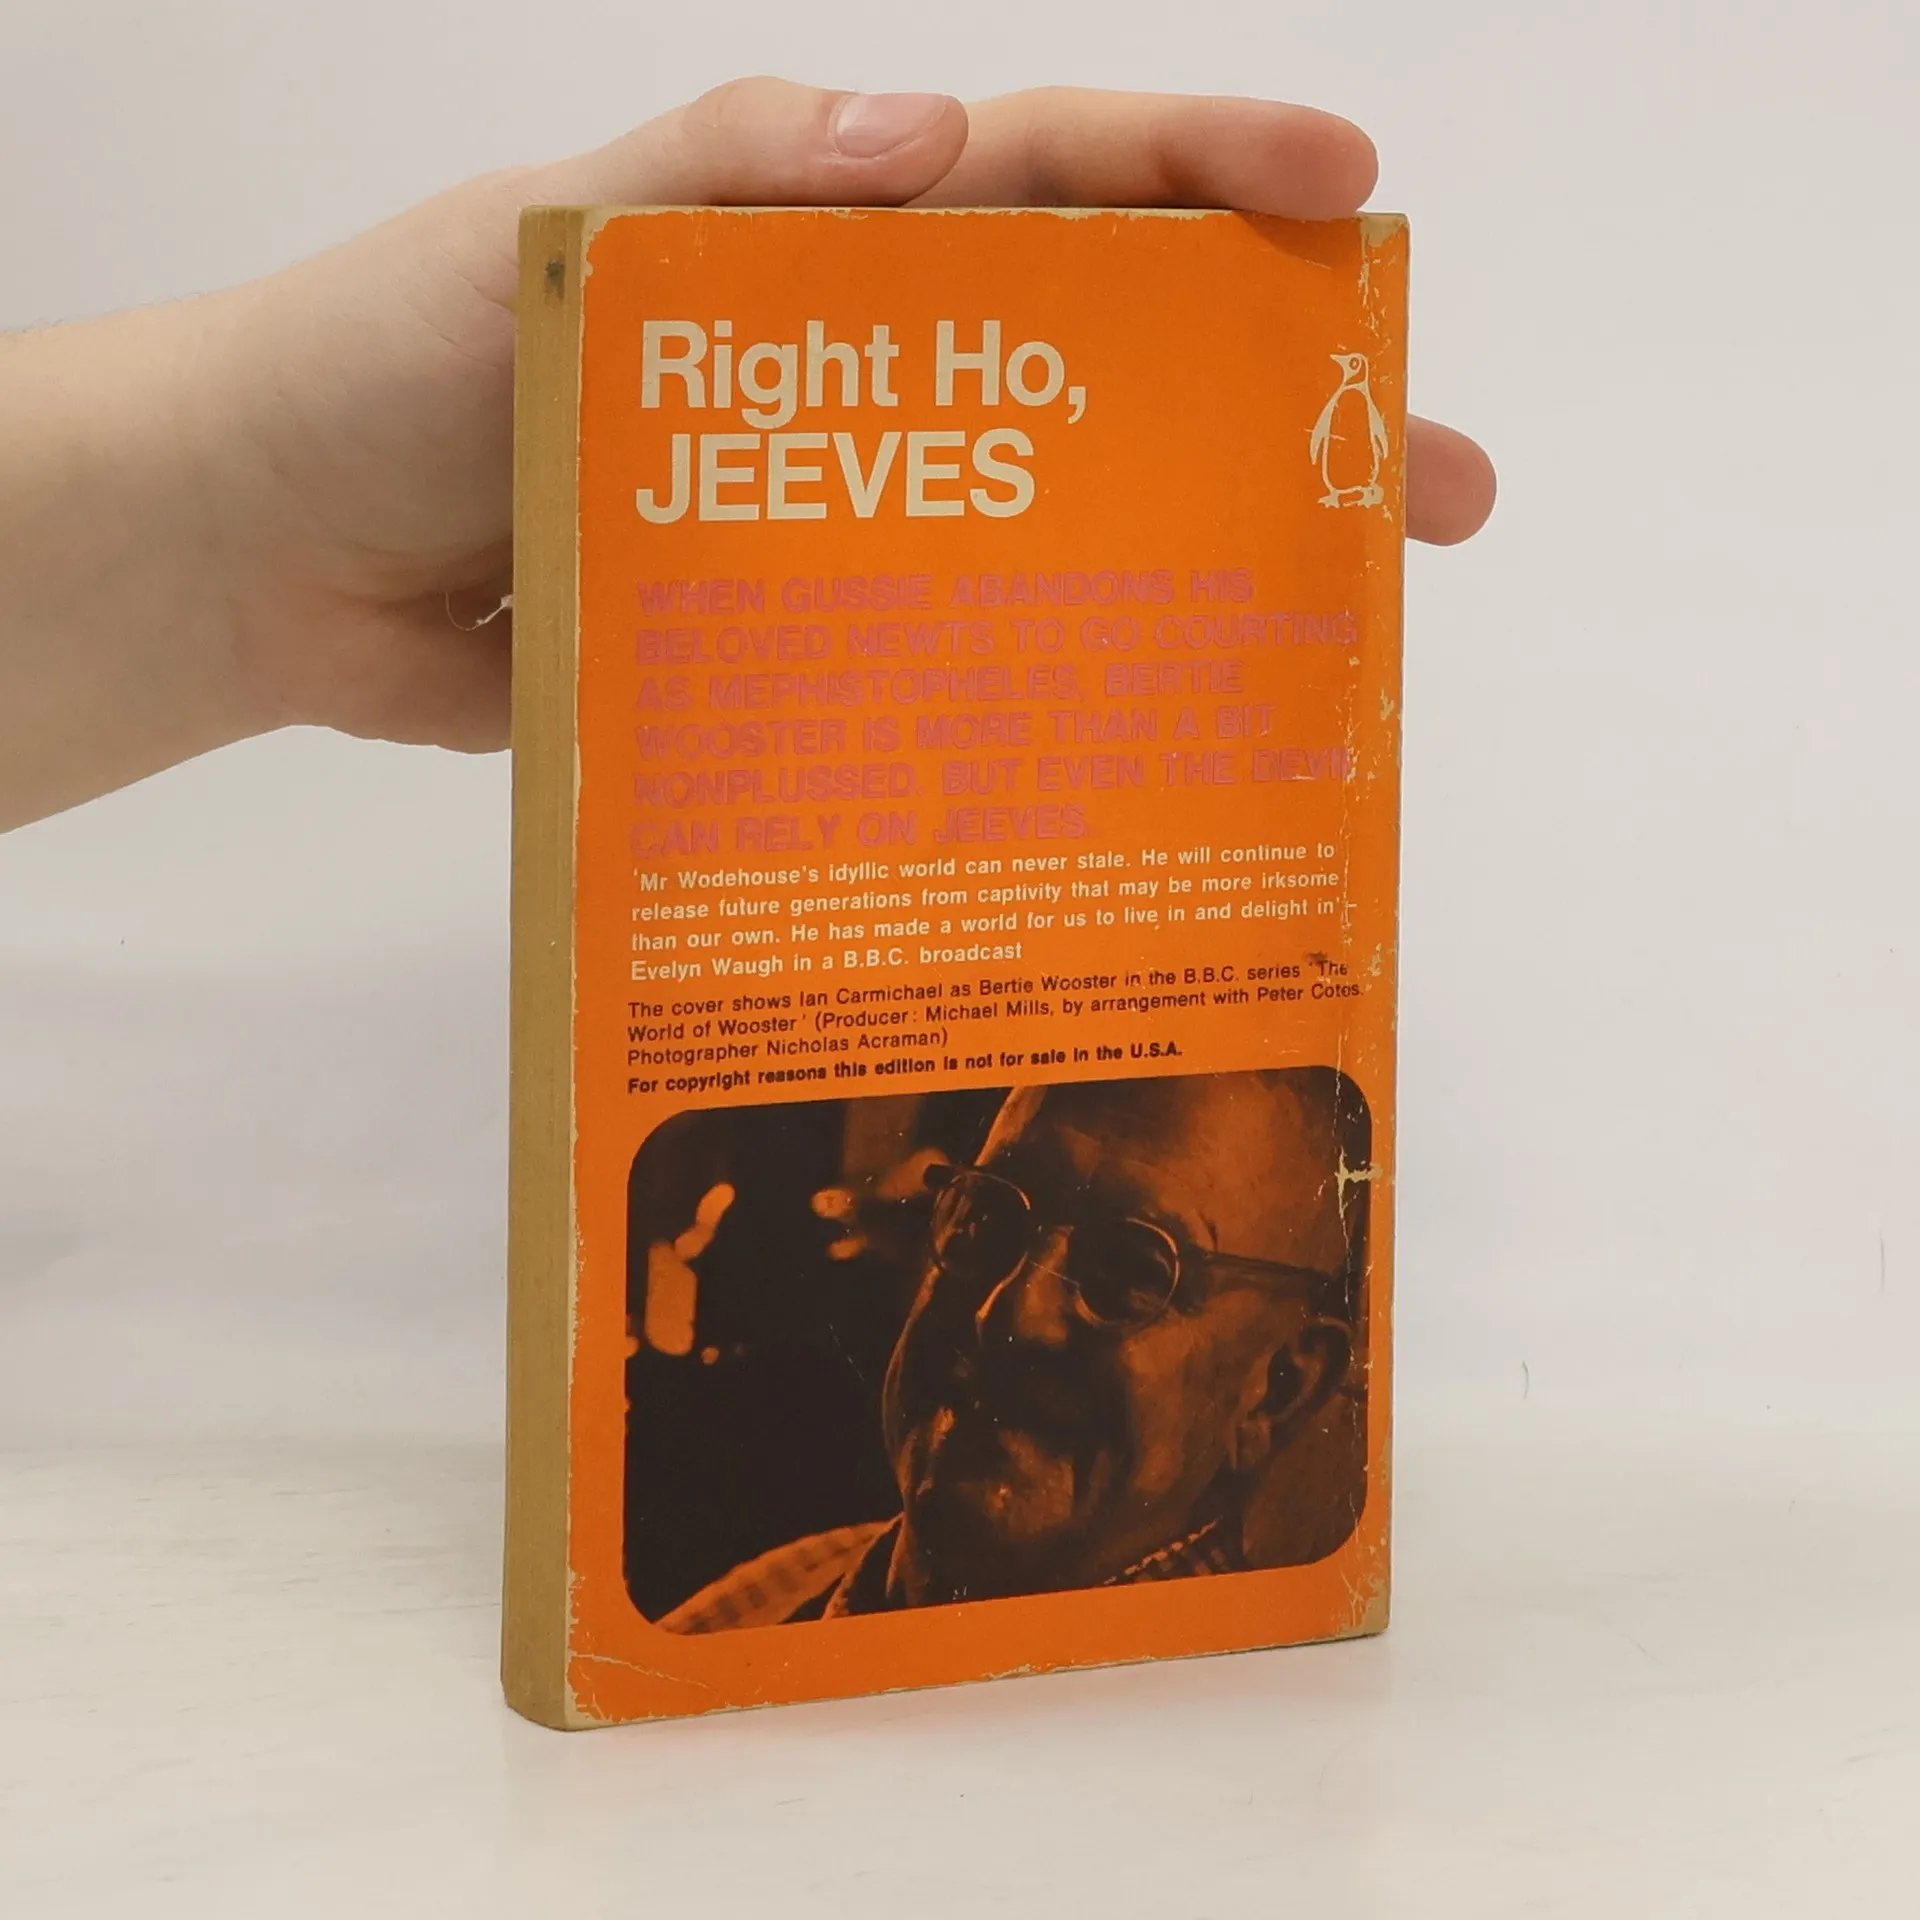 Right Ho,
JEEVES
WHEN GUSSIE ABANDONS HIS
BELOVED NEWTS TO GO COURTING
AS MEPHISTOPHELES, BERTIE
WOOSTER IS MORE THAN A BIT
NONPLUSSED. BUT EVEN THE DEVIL
CAN RELY ON JEEVES.
'Mr Wodehouse's idyllic world can never stale. He will continue to
release future generations from captivity that may be more irksome
than our own. He has made a world for us to live in and delight in' –
Evelyn Waugh in a B.B.C. broadcast
The cover shows Ian Carmichael as Bertie Wooster in the B.B.C. series 'The
World of Wooster' (Producer: Michael Mills, by arrangement with Peter Cotes.
Photographer Nicholas Acraman)
For copyright reasons this edition is not for sale in the U.S.A.